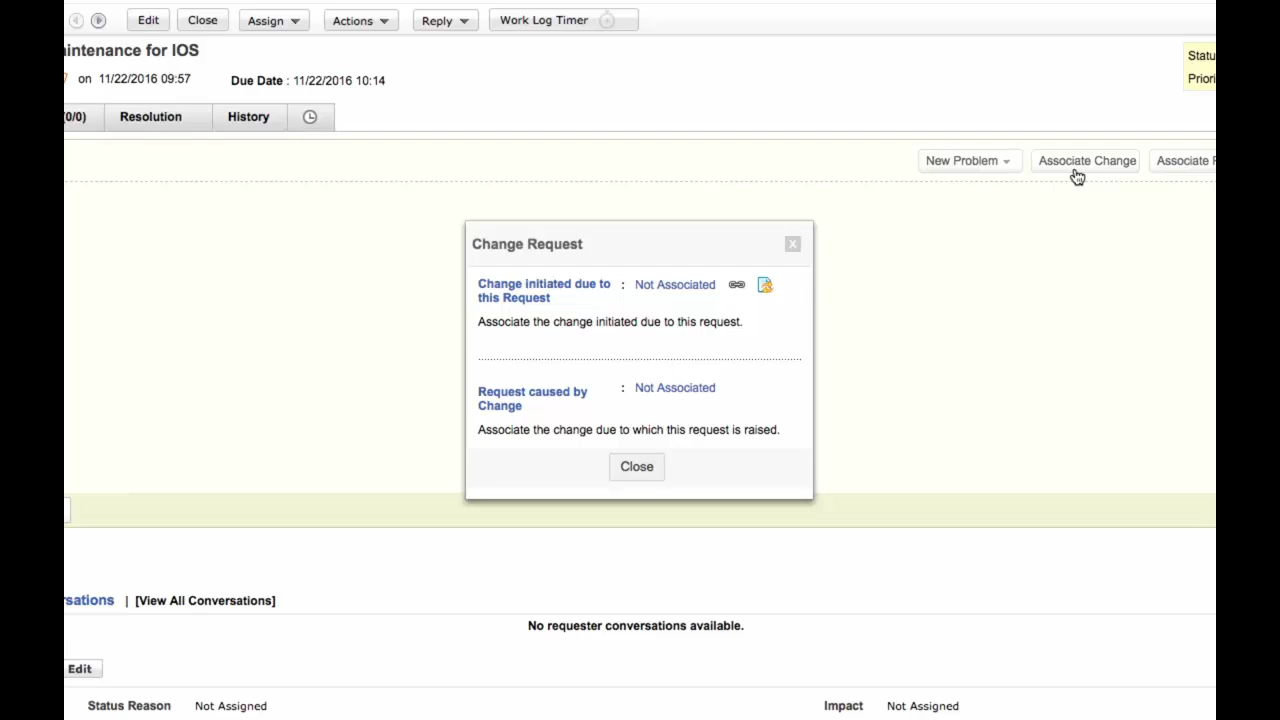 Edit Close Assign Actions Reply Work Log Timer
intenance for IOS
on 11/22/2016 09:57 Due Date : 11/22/2016 10:14
Statu
Priori
(0/0) Resolution History
New Problem Associate Change Associate
Change Request X
Change initiated due to this Request : Not Associated
Associate the change initiated due to this request.
Request caused by Change : Not Associated
Associate the change due to which this request is raised.
Close
rsations | [View All Conversations]
No requester conversations available.
Edit
Status Reason Not Assigned Impact Not Assigned